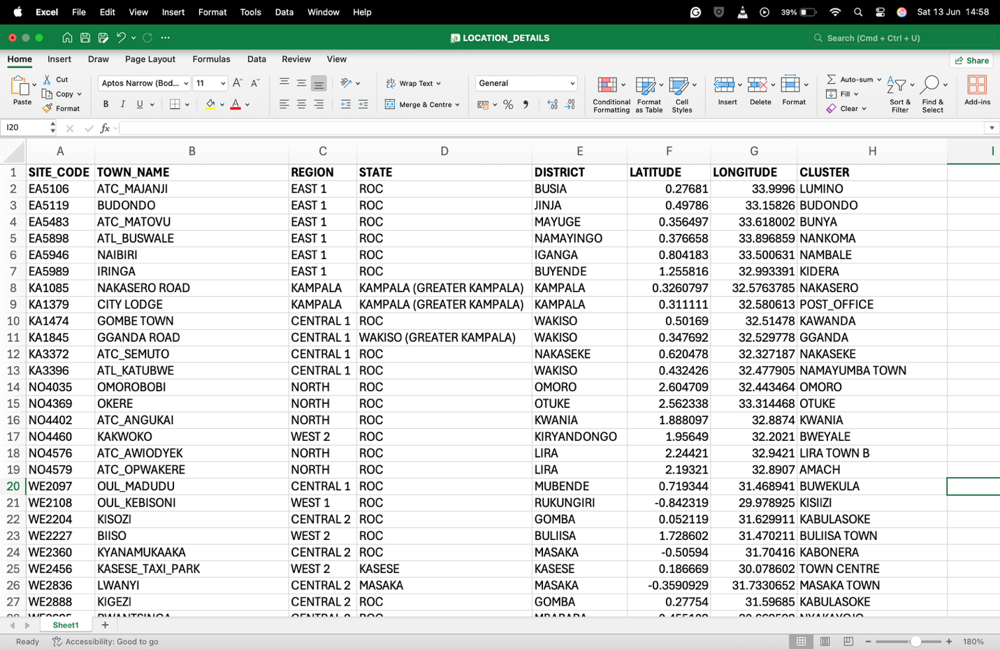 Excel File Edit View Insert Format Tools Data Window Help 39% Sat 13 Jun 14:58
LOCATION_DETAILS Search (Cmd + Ctrl + U)
Home Insert Draw Page Layout Formulas Data Review View Share
Paste Cut Copy Format
Aptos Narrow (Bod... 11 A A
B I U A
Wrap Text
Merge & Centre
General
%
Conditional Formatting Format as Table Cell Styles
Insert Delete Format
Auto-sum
Fill
Clear
Sort & Filter Find & Select
Add-ins
I20 fx
A B C D E F G H I
1 SITE_CODE TOWN_NAME REGION STATE DISTRICT LATITUDE LONGITUDE CLUSTER
2 EA5106 ATC_MAJANJI EAST 1 ROC BUSIA 0.27681 33.9996 LUMINO
3 EA5119 BUDONDO EAST 1 ROC JINJA 0.49786 33.15826 BUDONDO
4 EA5483 ATC_MATOVU EAST 1 ROC MAYUGE 0.356497 33.618002 BUNYA
5 EA5898 ATL_BUSWALE EAST 1 ROC NAMAYINGO 0.376658 33.896859 NANKOMA
6 EA5946 NAIBIRI EAST 1 ROC IGANGA 0.804183 33.500631 NAMBALE
7 EA5989 IRINGA EAST 1 ROC BUYENDE 1.255816 32.993391 KIDERA
8 KA1085 NAKASERO ROAD KAMPALA KAMPALA (GREATER KAMPALA) KAMPALA 0.3260797 32.5763785 NAKASERO
9 KA1379 CITY LODGE KAMPALA KAMPALA (GREATER KAMPALA) KAMPALA 0.311111 32.580613 POST_OFFICE
10 KA1474 GOMBE TOWN CENTRAL 1 ROC WAKISO 0.50169 32.51478 KAWANDA
11 KA1845 GGANDA ROAD CENTRAL 1 WAKISO (GREATER KAMPALA) WAKISO 0.347692 32.529778 GGANDA
12 KA3372 ATC_SEMUTO CENTRAL 1 ROC NAKASEKE 0.620478 32.327187 NAKASEKE
13 KA3396 ATL_KATUBWE CENTRAL 1 ROC WAKISO 0.432426 32.477905 NAMAYUMBA TOWN
14 NO4035 OMOROBOBI NORTH ROC OMORO 2.604709 32.443464 OMORO
15 NO4369 OKERE NORTH ROC OTUKE 2.562338 33.314468 OTUKE
16 NO4402 ATC_ANGUKAI NORTH ROC KWANIA 1.888097 32.8874 KWANIA
17 NO4460 KAKWOKO WEST 2 ROC KIRYANDONGO 1.95649 32.2021 BWEYALE
18 NO4576 ATC_AWIODYEK NORTH ROC LIRA 2.24421 32.9421 LIRA TOWN B
19 NO4579 ATC_OPWAKERE NORTH ROC LIRA 2.19321 32.8907 AMACH
20 WE2097 OUL_MADUDU CENTRAL 1 ROC MUBENDE 0.719344 31.468941 BUWEKULA
21 WE2108 OUL_KEBISONI WEST 1 ROC RUKUNGIRI -0.842319 29.978925 KISIIZI
22 WE2204 KISOZI CENTRAL 2 ROC GOMBA 0.052119 31.629911 KABULASOKE
23 WE2227 BIISO WEST 2 ROC BULIISA 1.728602 31.470211 BULIISA TOWN
24 WE2360 KYANAMUKAAKA CENTRAL 2 ROC MASAKA -0.50594 31.70416 KABONERA
25 WE2456 KASESE_TAXI_PARK WEST 2 KASESE KASESE 0.186669 30.078602 TOWN CENTRE
26 WE2836 LWANYI CENTRAL 2 MASAKA MASAKA -0.3590929 31.7330652 MASAKA TOWN
27 WE2888 KIGEZI CENTRAL 2 ROC GOMBA 0.27754 31.59685 KABULASOKE
Sheet1 +
Ready Accessibility: Good to go 180%